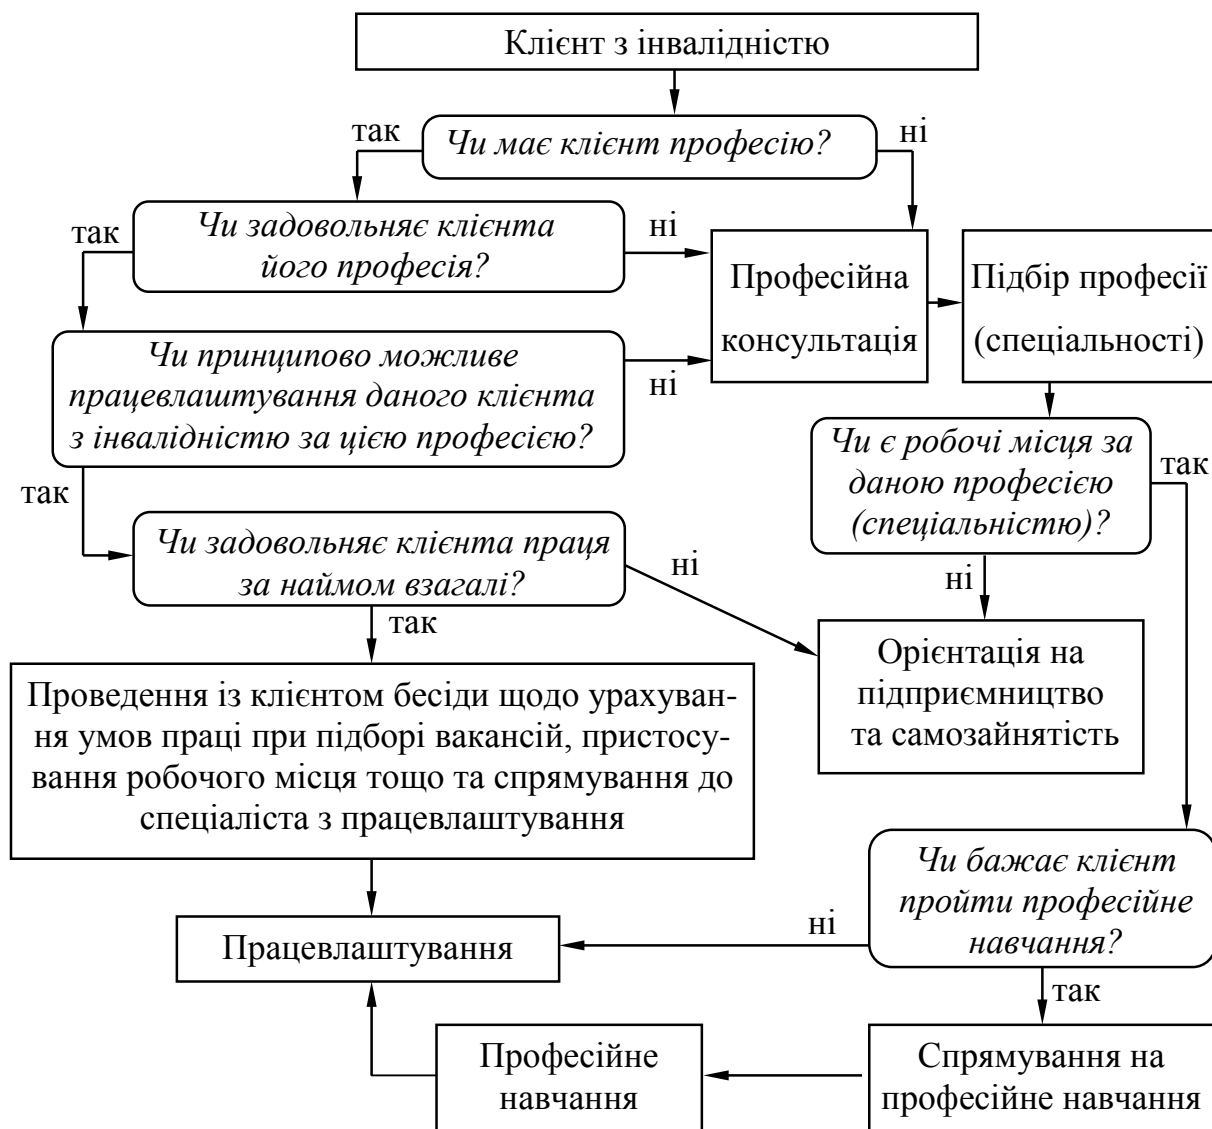 Клієнт з інвалідністю
так
Чи має клієнт професію?
ні
так
Чи задовольняє клієнта
його професія?
ні
Професійна
консультація
Підбір професії
(спеціальності)
Чи принципово можливе
працевлаштування даного клієнта
з інвалідністю за цією професією?
ні
Чи є робочі місця за
даною професією
(спеціальністю)?
так
так
Чи задовольняє клієнта праця
за наймом взагалі?
ні
ні
так
Орієнтація на
підприємництво
та самозайнятість
Проведення із клієнтом бесіди щодо урахуван-
ня умов праці при підборі вакансій, пристосу-
вання робочого місця тощо та спрямування до
спеціаліста з працевлаштування
Чи бажає клієнт
пройти професійне
навчання?
ні
Працевлаштування
так
Професійне
навчання
Спрямування на
професійне навчання